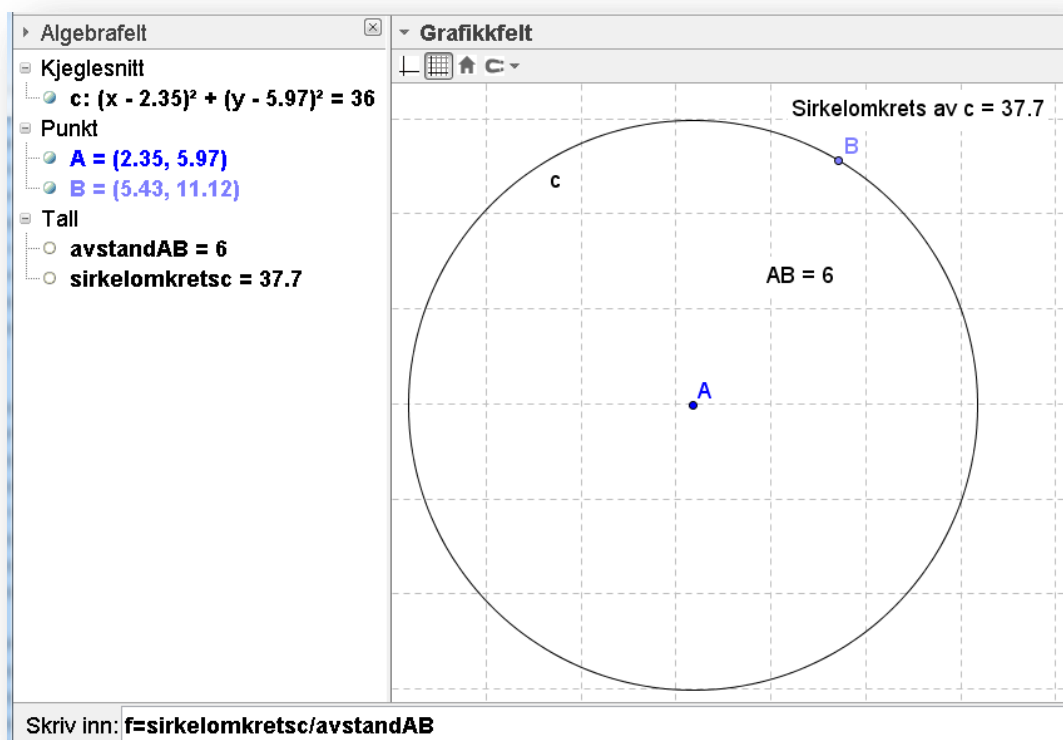 Algebrafelt
Kjeglesnitt
c: (x - 2.35)² + (y - 5.97)² = 36
Punkt
A = (2.35, 5.97)
B = (5.43, 11.12)
Tall
avstandAB = 6
sirkelomkretsc = 37.7
Grafikkfelt
Sirkelomkrets av c = 37.7
B
c
AB = 6
A
Skriv inn: f=sirkelomkretsc/avstandAB